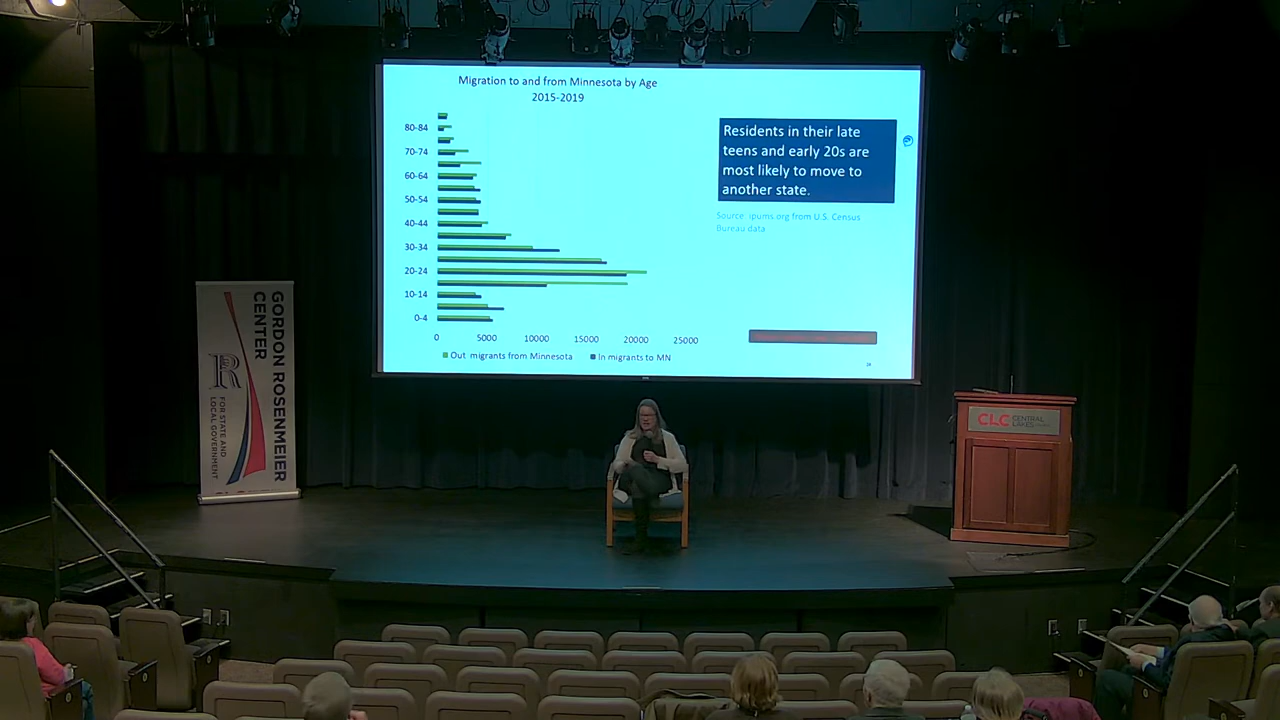 Migration to and from Minnesota by Age
2015-2019
80-84
70-74
60-64
50-54
40-44
30-34
20-24
10-14
0-4
0 5000 10000 15000 20000 25000
Out migrants from Minnesota In migrants to MN
Residents in their late
teens and early 20s are
most likely to move to
another state.
Source: ipums.org from U.S. Census
Bureau data
GORDON ROSENMEIER
CENTER
FOR STATE AND
LOCAL GOVERNMENT
R
CLC CENTRAL
LAKES